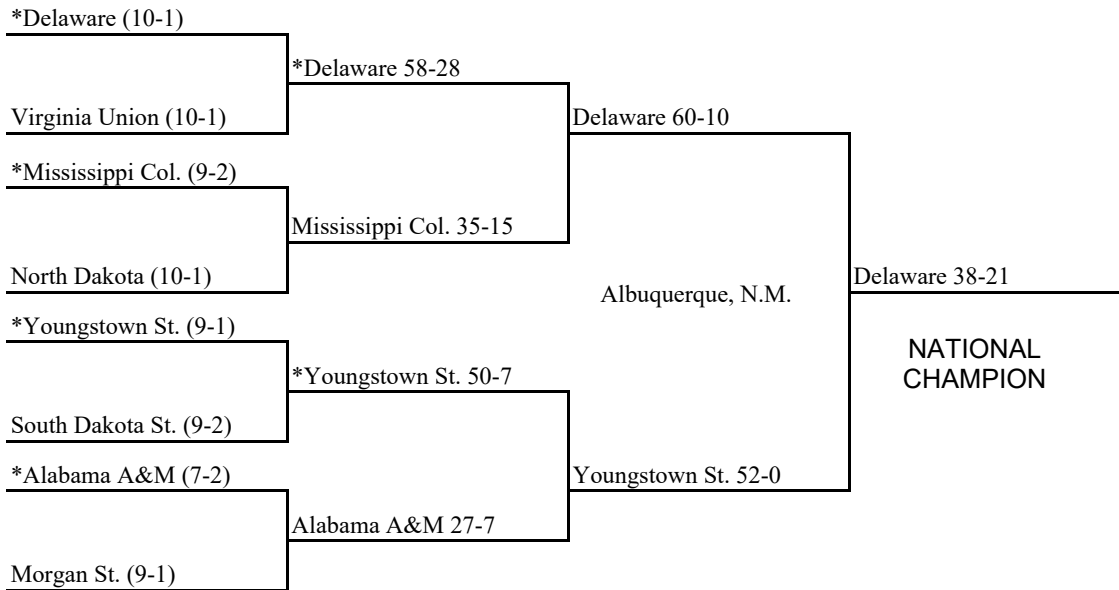 *Delaware (10-1)
*Delaware 58-28
Virginia Union (10-1)
Delaware 60-10
*Mississippi Col. (9-2)
Mississippi Col. 35-15
North Dakota (10-1)
Delaware 38-21
Albuquerque, N.M.
*Youngstown St. (9-1)
NATIONAL
CHAMPION
*Youngstown St. 50-7
South Dakota St. (9-2)
*Alabama A&M (7-2)
Youngstown St. 52-0
Alabama A&M 27-7
Morgan St. (9-1)